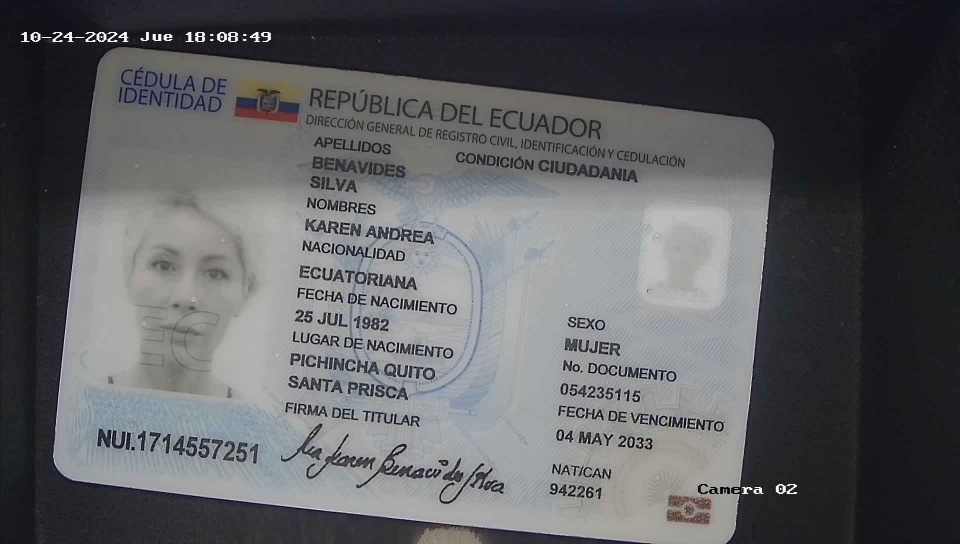 10-24-2024 Jue 18:08:49
CÉDULA DE
IDENTIDAD
REPÚBLICA DEL ECUADOR
DIRECCIÓN GENERAL DE REGISTRO CIVIL, IDENTIFICACIÓN Y CEDULACIÓN
APELLIDOS
BENAVIDES
SILVA
CONDICIÓN CIUDADANIA
NOMBRES
KAREN ANDREA
NACIONALIDAD
ECUATORIANA
FECHA DE NACIMIENTO
25 JUL 1982
LUGAR DE NACIMIENTO
PICHINCHA QUITO
SANTA PRISCA
FIRMA DEL TITULAR
Karen Benavides Silva
SEXO
MUJER
No. DOCUMENTO
054235115
FECHA DE VENCIMIENTO
04 MAY 2033
NAT/CAN
942261
NUI.1714557251
EC
Camera 02